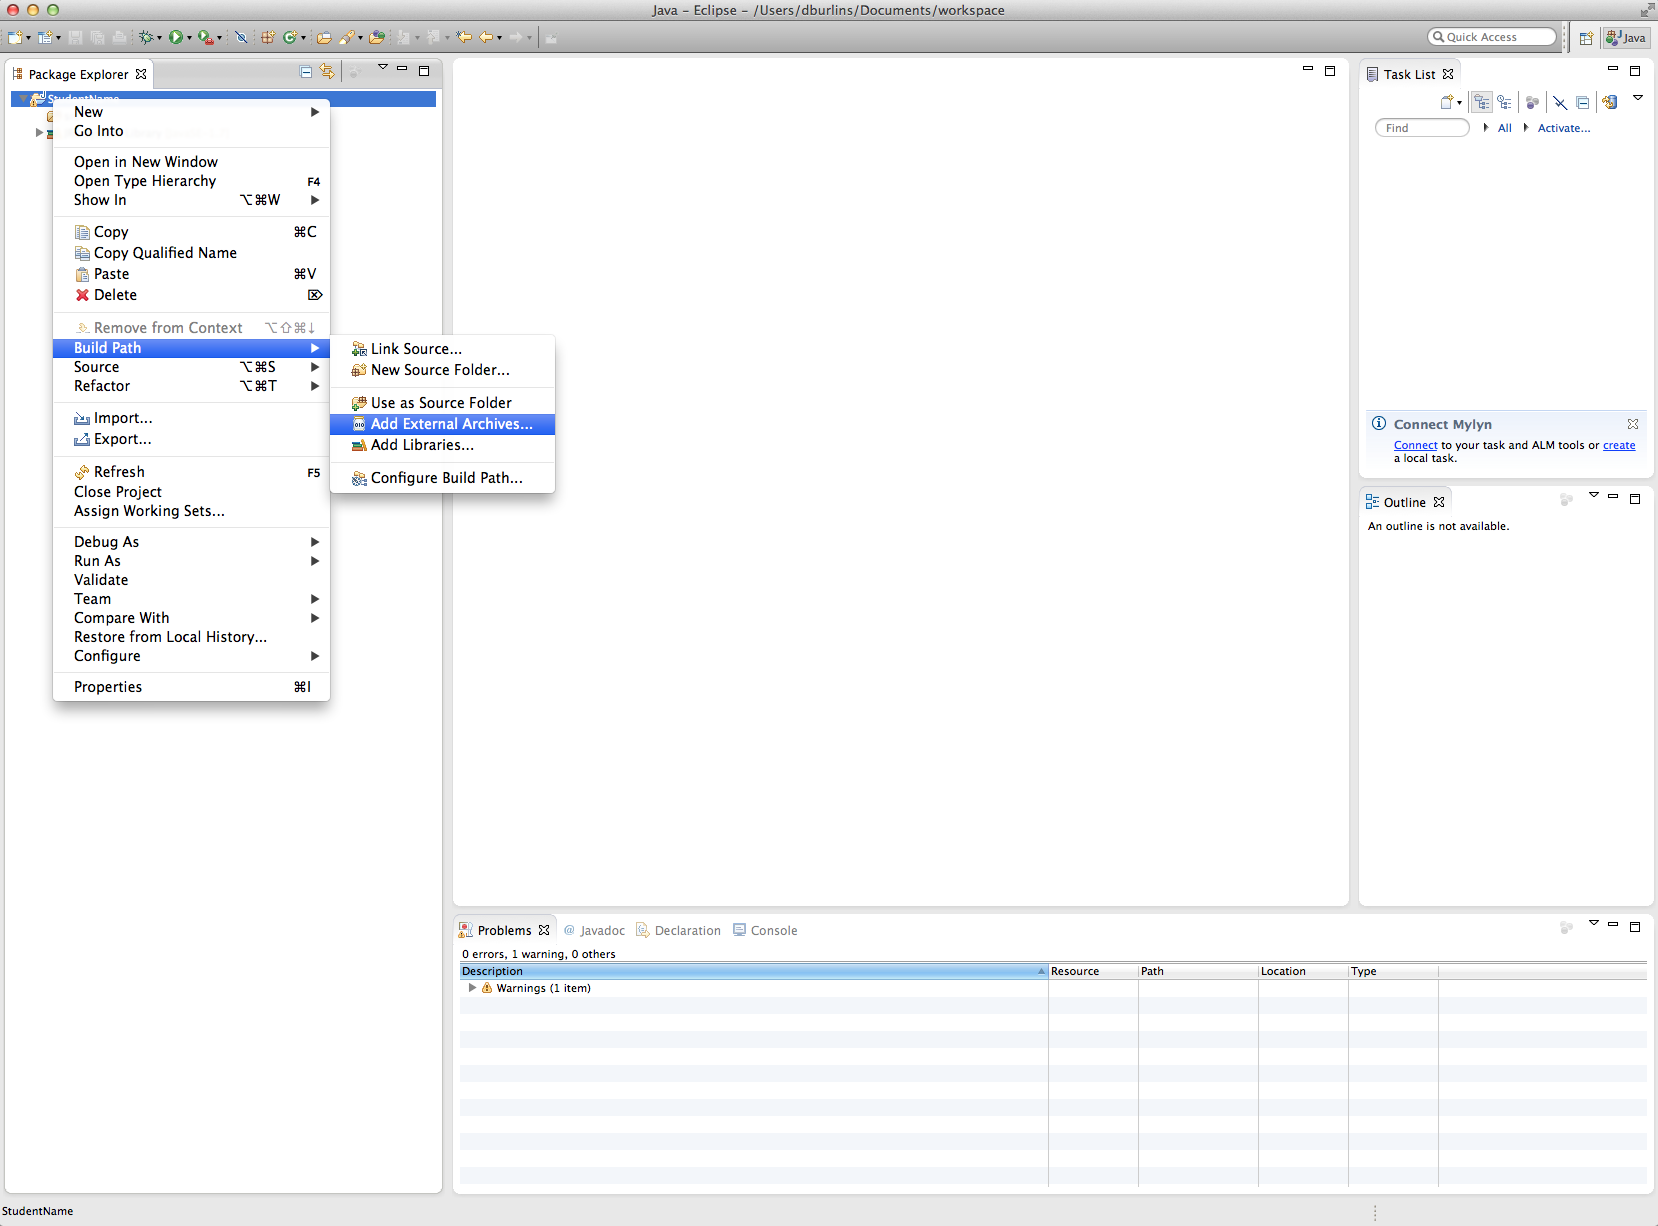 Java – Eclipse – /Users/dburlins/Documents/workspace
Quick Access
Java
Package Explorer
StudentName
New
Go Into
Open in New Window
Open Type Hierarchy F4
Show In ⌥⌘W
Copy ⌘C
Copy Qualified Name
Paste ⌘V
Delete ⌦
Remove from Context ⌥⇧⌘↓
Build Path
Source ⌥⌘S
Refactor ⌥⌘T
Import...
Export...
Refresh F5
Close Project
Assign Working Sets...
Debug As
Run As
Validate
Team
Compare With
Restore from Local History...
Configure
Properties ⌘I
Link Source...
New Source Folder...
Use as Source Folder
Add External Archives...
Add Libraries...
Configure Build Path...
Task List
Find
All
Activate...
Connect Mylyn
Connect to your task and ALM tools or create
a local task.
Outline
An outline is not available.
Problems
@ Javadoc
Declaration
Console
0 errors, 1 warning, 0 others
Description Resource Path Location Type
Warnings (1 item)
StudentName